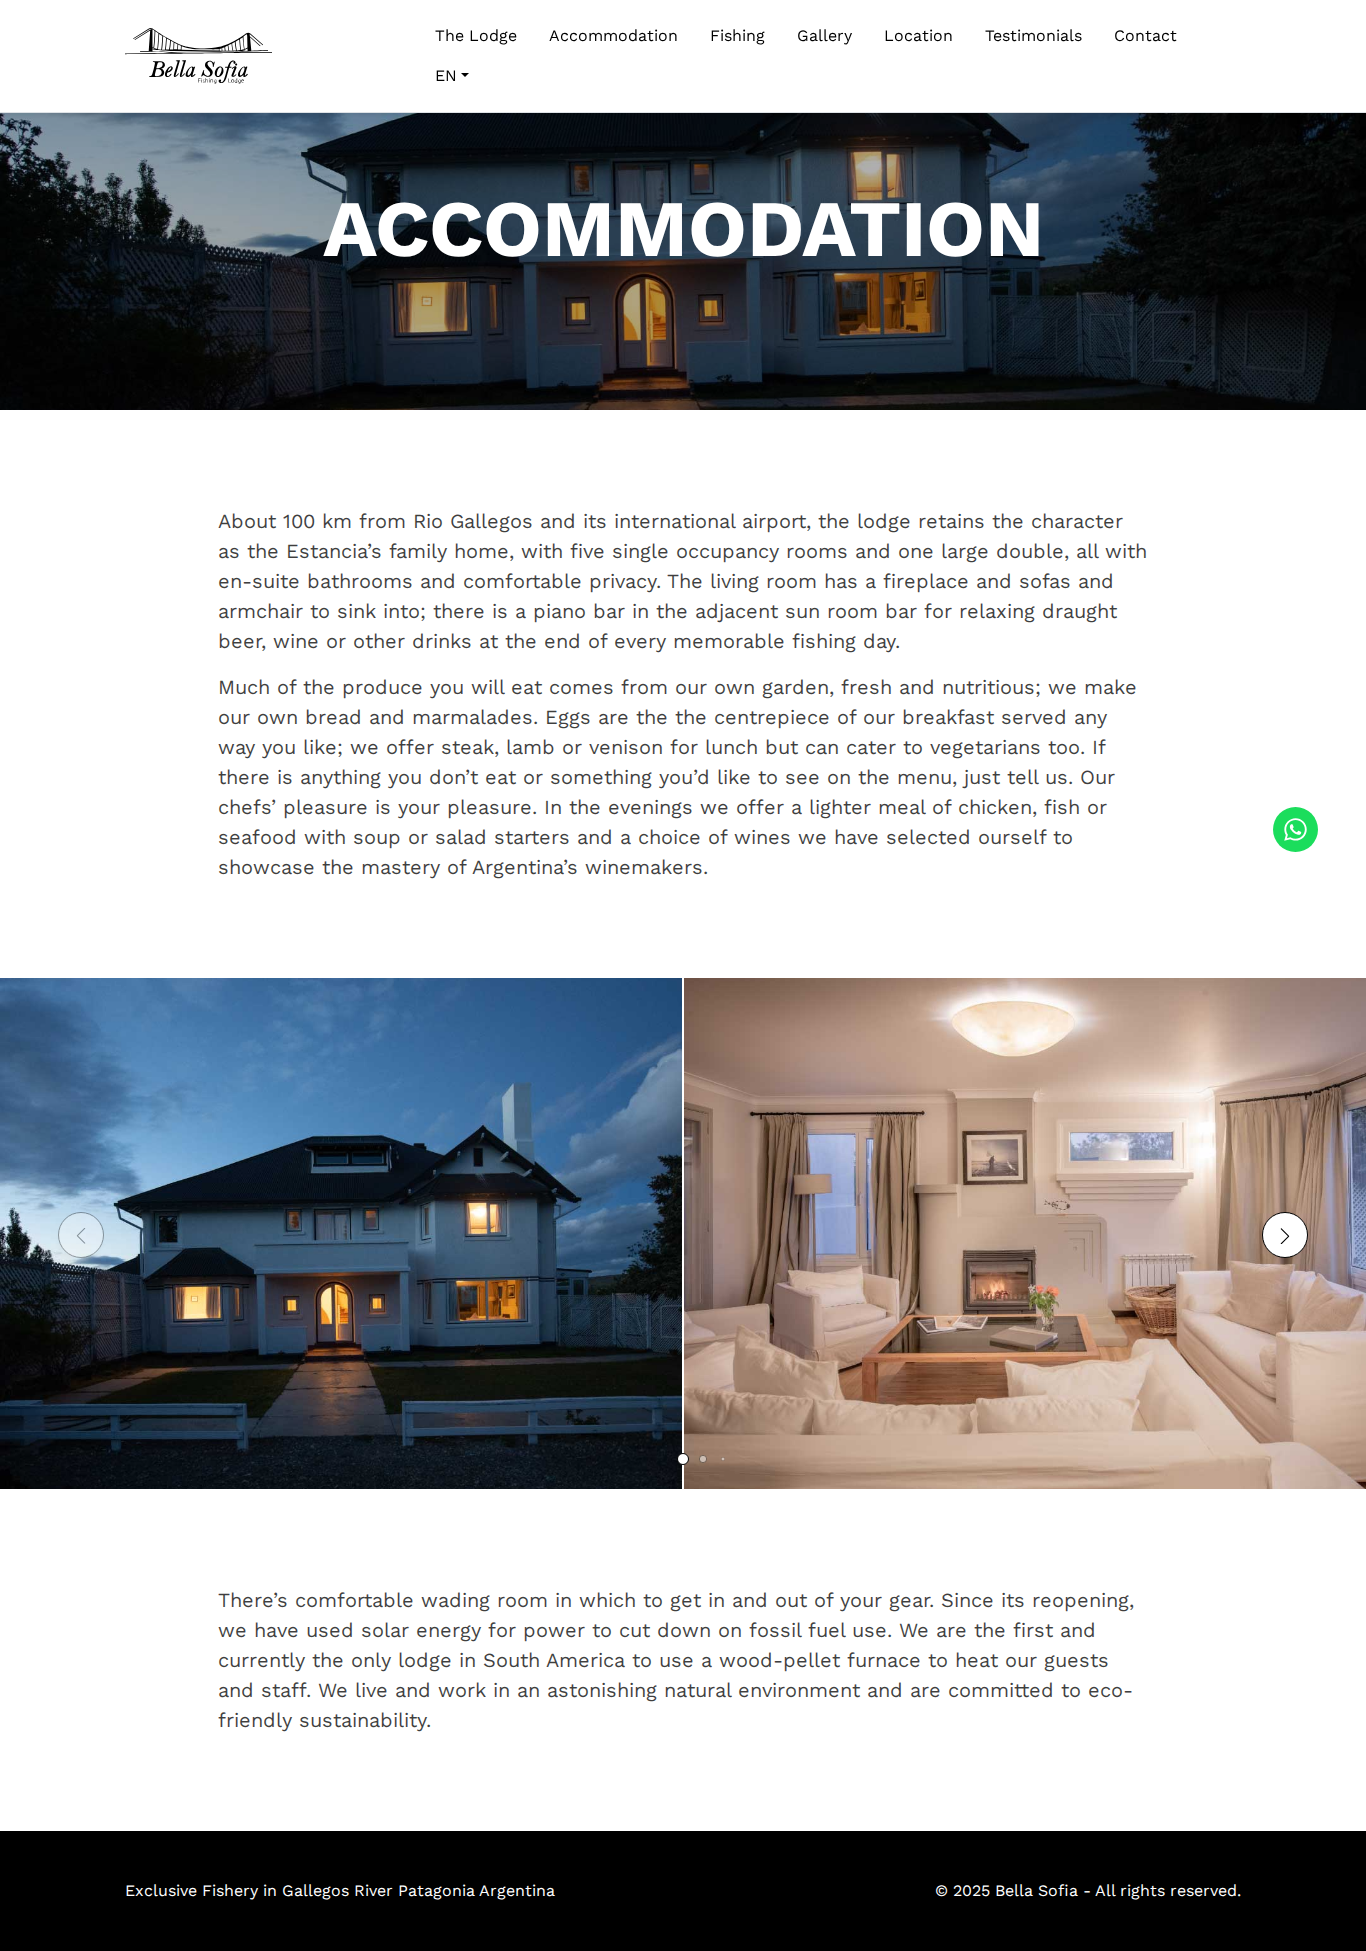 The Lodge Accommodation Fishing Gallery Location Testimonials Contact
Bella Sofia
Fishing Lodge
EN
ACCOMMODATION
About 100 km from Rio Gallegos and its international airport, the lodge retains the character
as the Estancia’s family home, with five single occupancy rooms and one large double, all with
en-suite bathrooms and comfortable privacy. The living room has a fireplace and sofas and
armchair to sink into; there is a piano bar in the adjacent sun room bar for relaxing draught
beer, wine or other drinks at the end of every memorable fishing day.
Much of the produce you will eat comes from our own garden, fresh and nutritious; we make
our own bread and marmalades. Eggs are the the centrepiece of our breakfast served any
way you like; we offer steak, lamb or venison for lunch but can cater to vegetarians too. If
there is anything you don’t eat or something you’d like to see on the menu, just tell us. Our
chefs’ pleasure is your pleasure. In the evenings we offer a lighter meal of chicken, fish or
seafood with soup or salad starters and a choice of wines we have selected ourself to
showcase the mastery of Argentina’s winemakers.
There’s comfortable wading room in which to get in and out of your gear. Since its reopening,
we have used solar energy for power to cut down on fossil fuel use. We are the first and
currently the only lodge in South America to use a wood-pellet furnace to heat our guests
and staff. We live and work in an astonishing natural environment and are committed to eco-
friendly sustainability.
Exclusive Fishery in Gallegos River Patagonia Argentina
© 2025 Bella Sofia - All rights reserved.